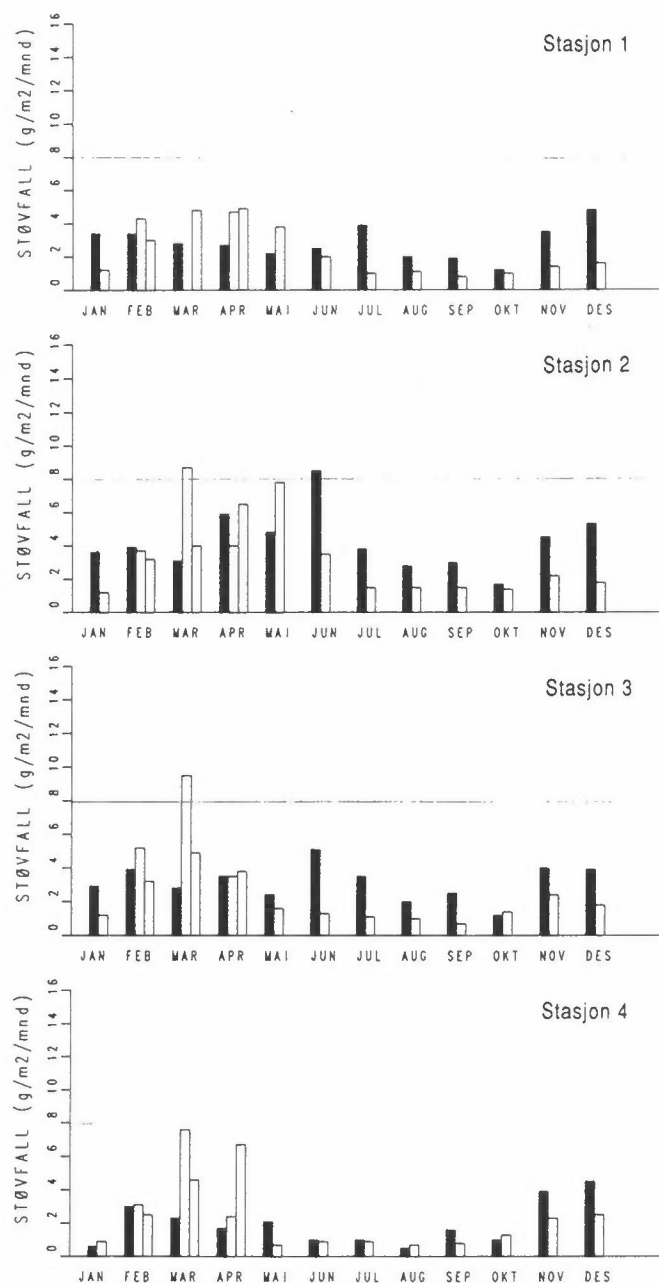 Stasjon 1
STØVFALL (g/m2/mnd)
0 2 4 6 8 10 12 14 16
JAN FEB MAR APR MAI JUN JUL AUG SEP OKT NOV DES
Stasjon 2
STØVFALL (g/m2/mnd)
0 2 4 6 8 10 12 14 16
JAN FEB MAR APR MAI JUN JUL AUG SEP OKT NOV DES
Stasjon 3
STØVFALL (g/m2/mnd)
0 2 4 6 8 10 12 14 16
JAN FEB MAR APR MAI JUN JUL AUG SEP OKT NOV DES
Stasjon 4
STØVFALL (g/m2/mnd)
0 2 4 6 8 10 12 14 16
JAN FEB MAR APR MAI JUN JUL AUG SEP OKT NOV DES